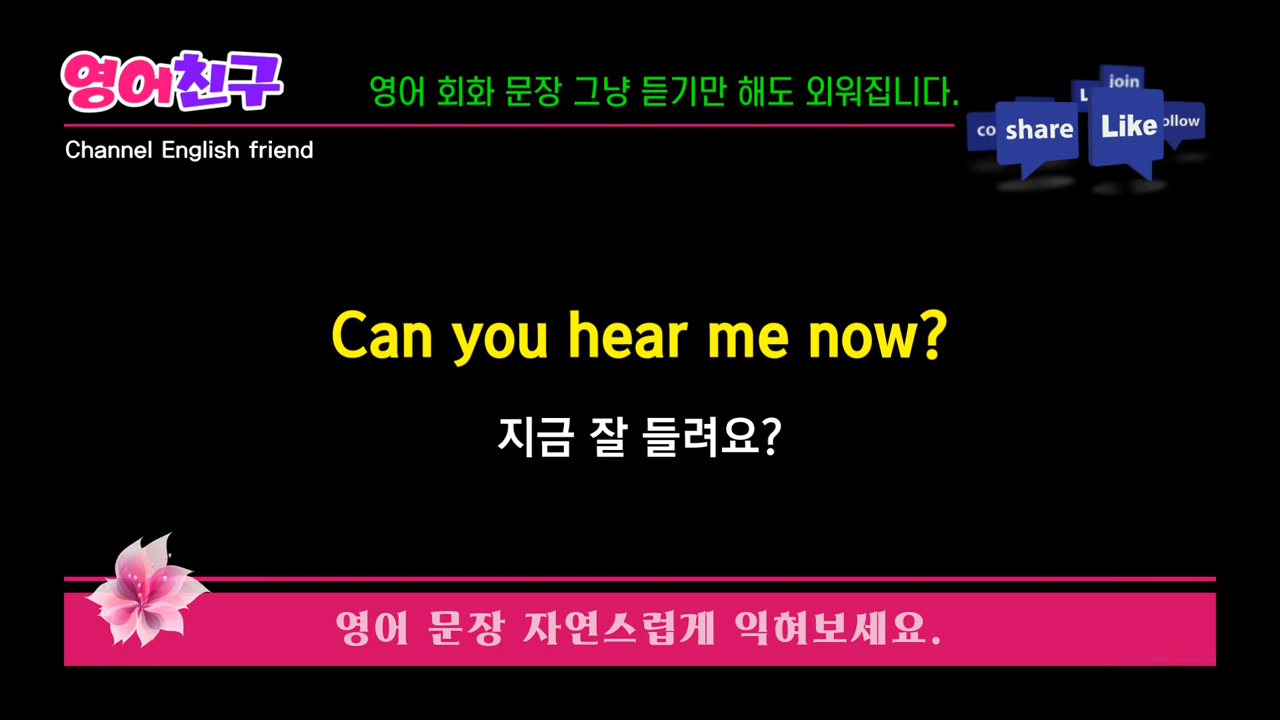 영어친구
영어 회화 문장 그냥 듣기만 해도 외워집니다.
Channel English friend
join
share
Like
Can you hear me now?
지금 잘 들려요?
영어 문장 자연스럽게 익혀보세요.